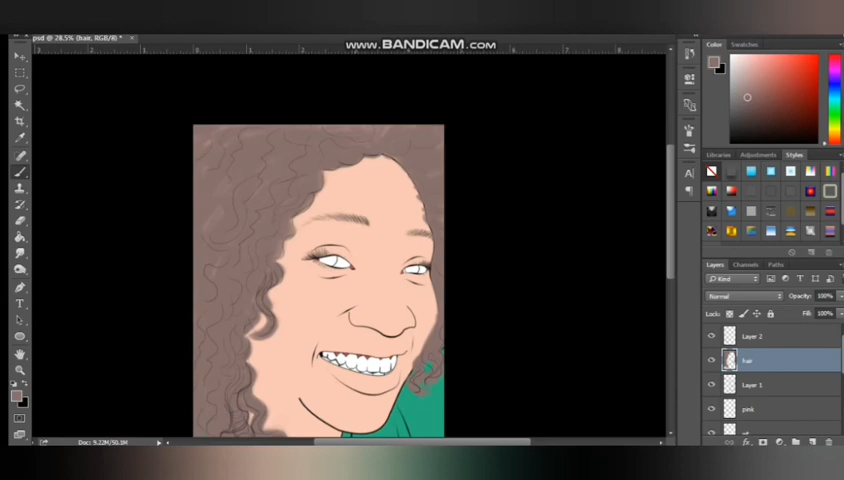 www.BANDICAM.com
psd @ 28.5% (hair, RGB/8) *
Color
Swatches
Libraries
Adjustments
Styles
Layers
Channels
Paths
Kind
Normal
Opacity: 100%
Lock:
Fill: 100%
Layer 2
hair
Layer 1
pink
Doc: 9.22M/50.1M